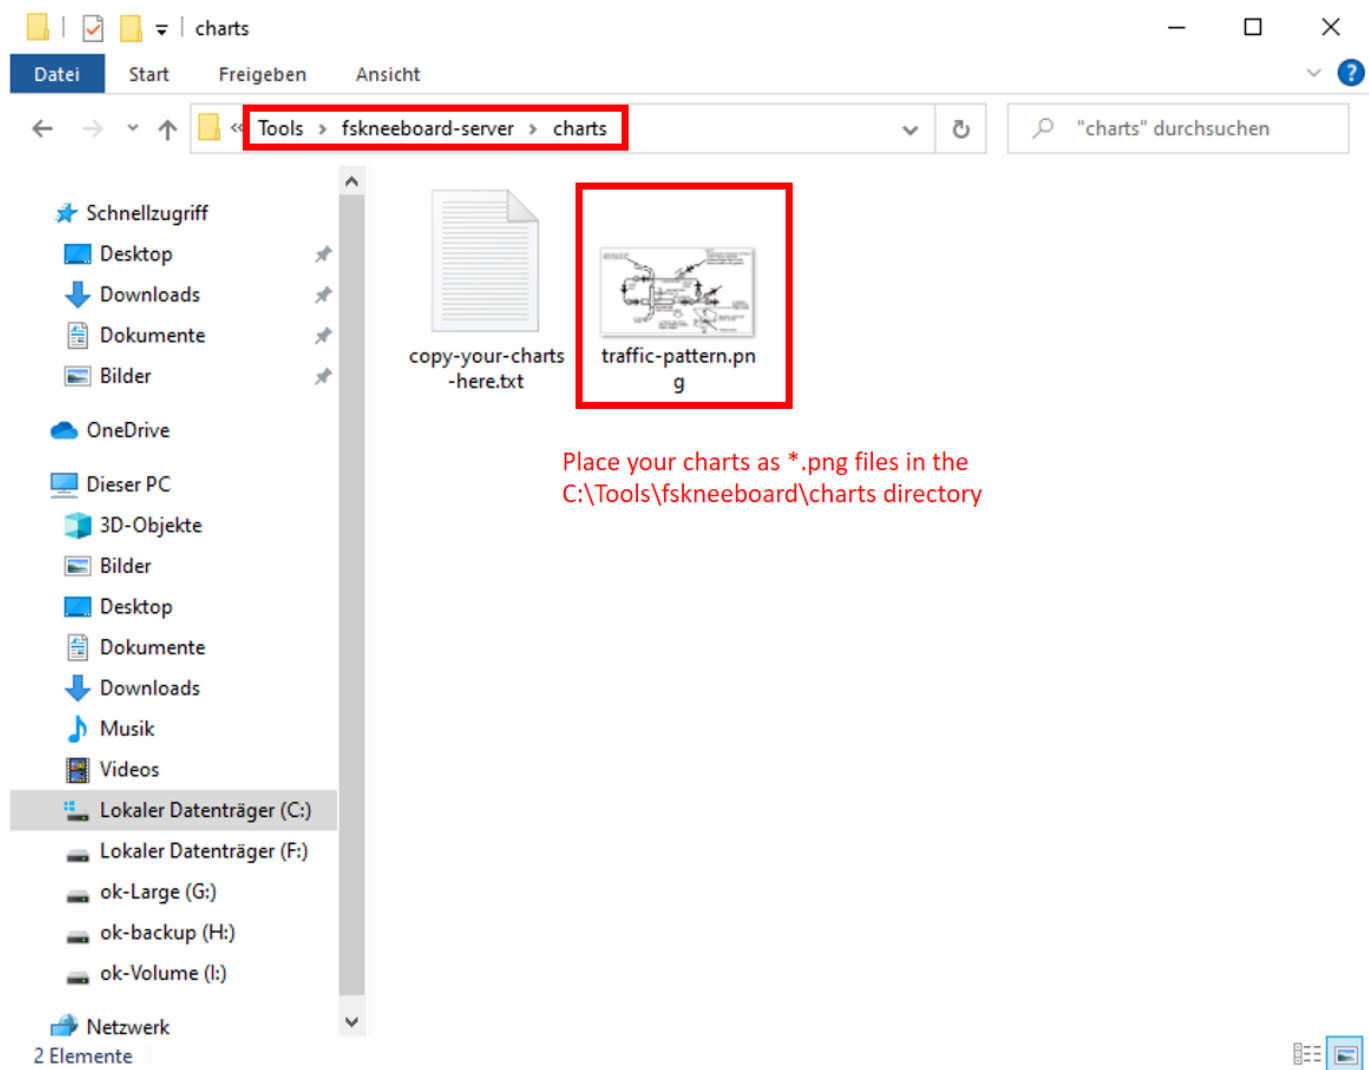 charts
Datei Start Freigeben Ansicht
« Tools › fskneeboard-server › charts
"charts" durchsuchen
Schnellzugriff
Desktop
Downloads
Dokumente
Bilder
OneDrive
Dieser PC
3D-Objekte
Bilder
Desktop
Dokumente
Downloads
Musik
Videos
Lokaler Datenträger (C:)
Lokaler Datenträger (F:)
ok-Large (G:)
ok-backup (H:)
ok-Volume (I:)
Netzwerk
copy-your-charts
-here.txt
traffic-pattern.pn
g
Place your charts as *.png files in the
C:\Tools\fskneeboard\charts directory
2 Elemente